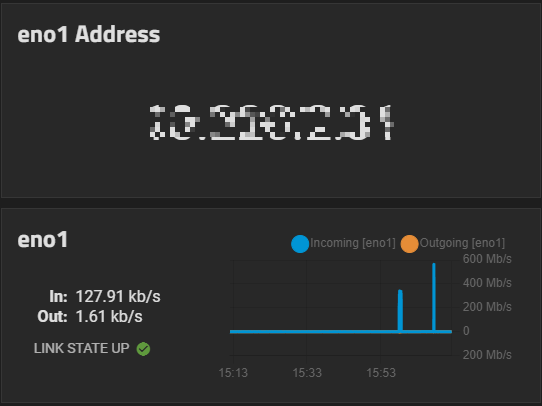 eno1 Address
eno1
Incoming [eno1] Outgoing [eno1]
In: 127.91 kb/s
Out: 1.61 kb/s
LINK STATE UP
600 Mb/s
400 Mb/s
200 Mb/s
0
200 Mb/s
15:13 15:33 15:53